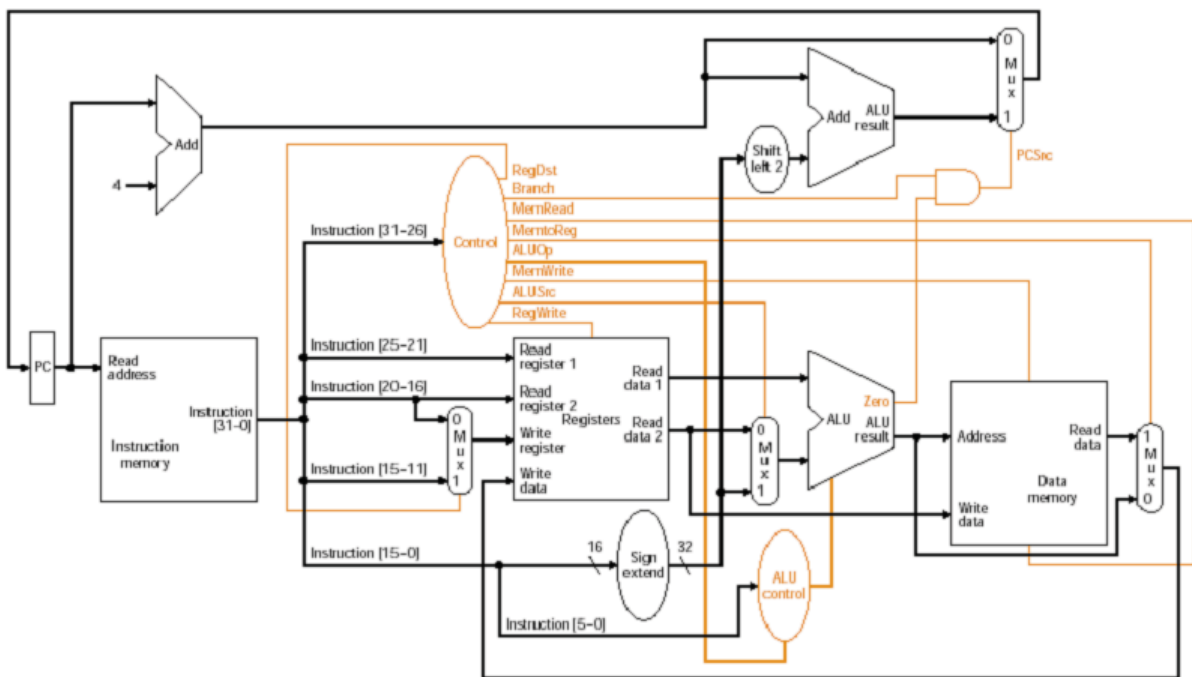 0
M
u
x
1
Add
ALU
result
Add
4
Shift
left 2
PCSrc
RegDst
Branch
MemRead
MemtoReg
ALUOp
MemWrite
ALUSrc
RegWrite
Control
Instruction [31–26]
Instruction [25–21]
Instruction [20–16]
Instruction [15–11]
Instruction [15–0]
Instruction [5–0]
PC
Read
address
Instruction
[31–0]
Instruction
memory
0
M
u
x
1
Read
register 1
Read
register 2
Write
register
Write
data
Registers
Read
data 1
Read
data 2
0
M
u
x
1
Zero
ALU
ALU
result
Address
Read
data
Data
memory
Write
data
1
M
u
x
0
16
Sign
extend
32
ALU
control